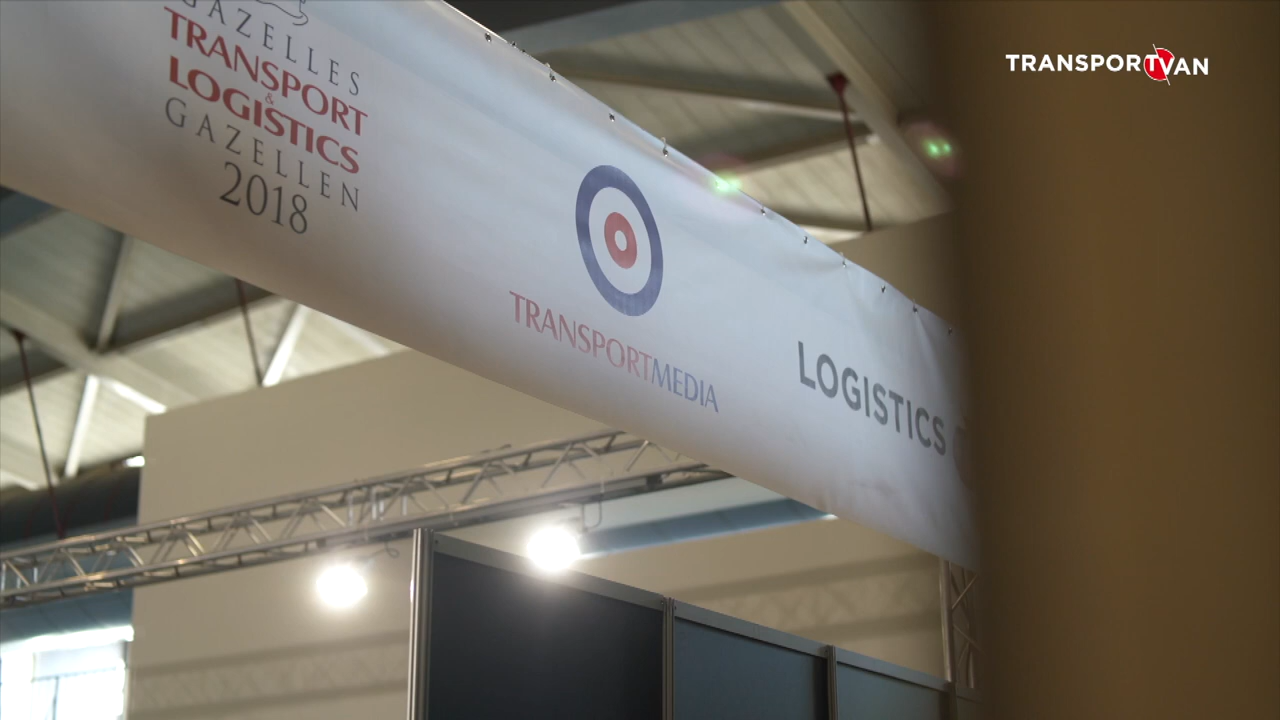 GAZELLES
TRANSPORT
&
LOGISTICS
GAZELLEN
2018
TRANSPORTMEDIA
LOGISTICS
TRANSPORTVAN